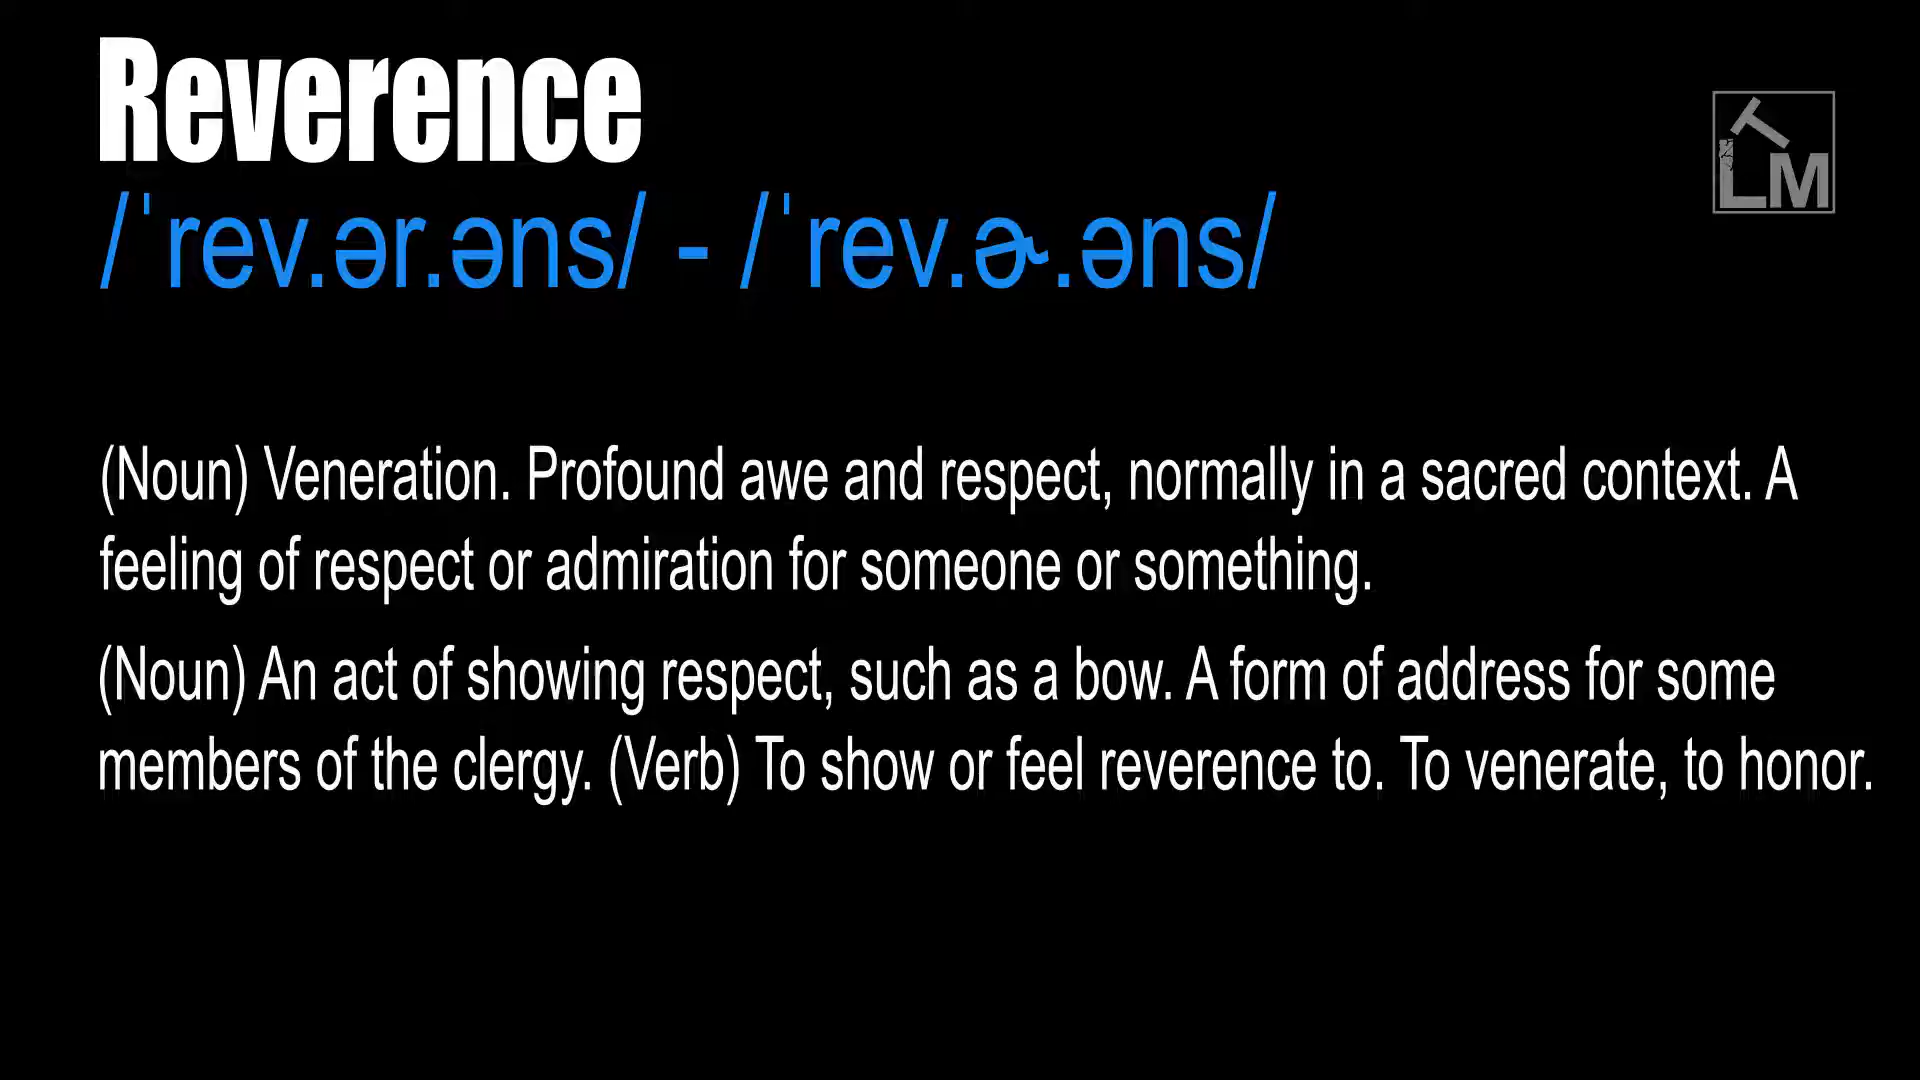 Reverence
/ˈrev.ər.əns/ - /ˈrev.ɚ.əns/
(Noun) Veneration. Profound awe and respect, normally in a sacred context. A
feeling of respect or admiration for someone or something.
(Noun) An act of showing respect, such as a bow. A form of address for some
members of the clergy. (Verb) To show or feel reverence to. To venerate, to honor.
TLM